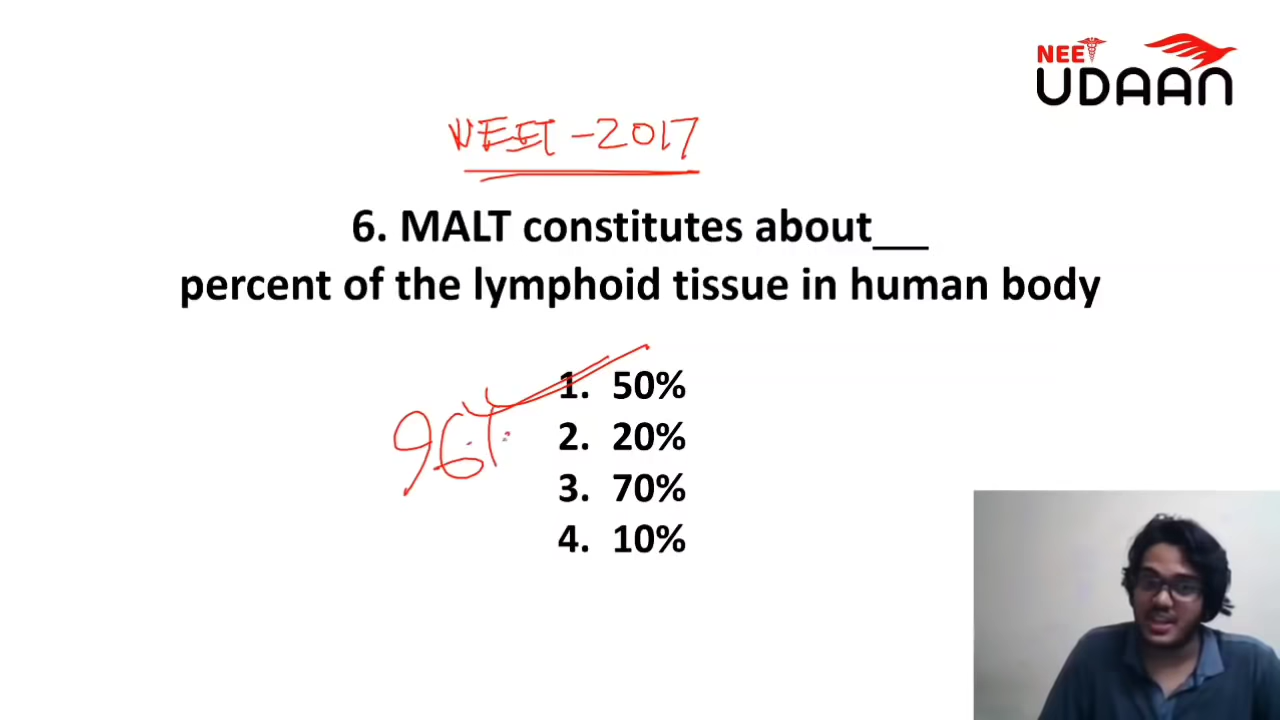 NEET
UDAAN
NEET -2017
6. MALT constitutes about___
percent of the lymphoid tissue in human body
1. 50%
2. 20%
3. 70%
4. 10%
96%